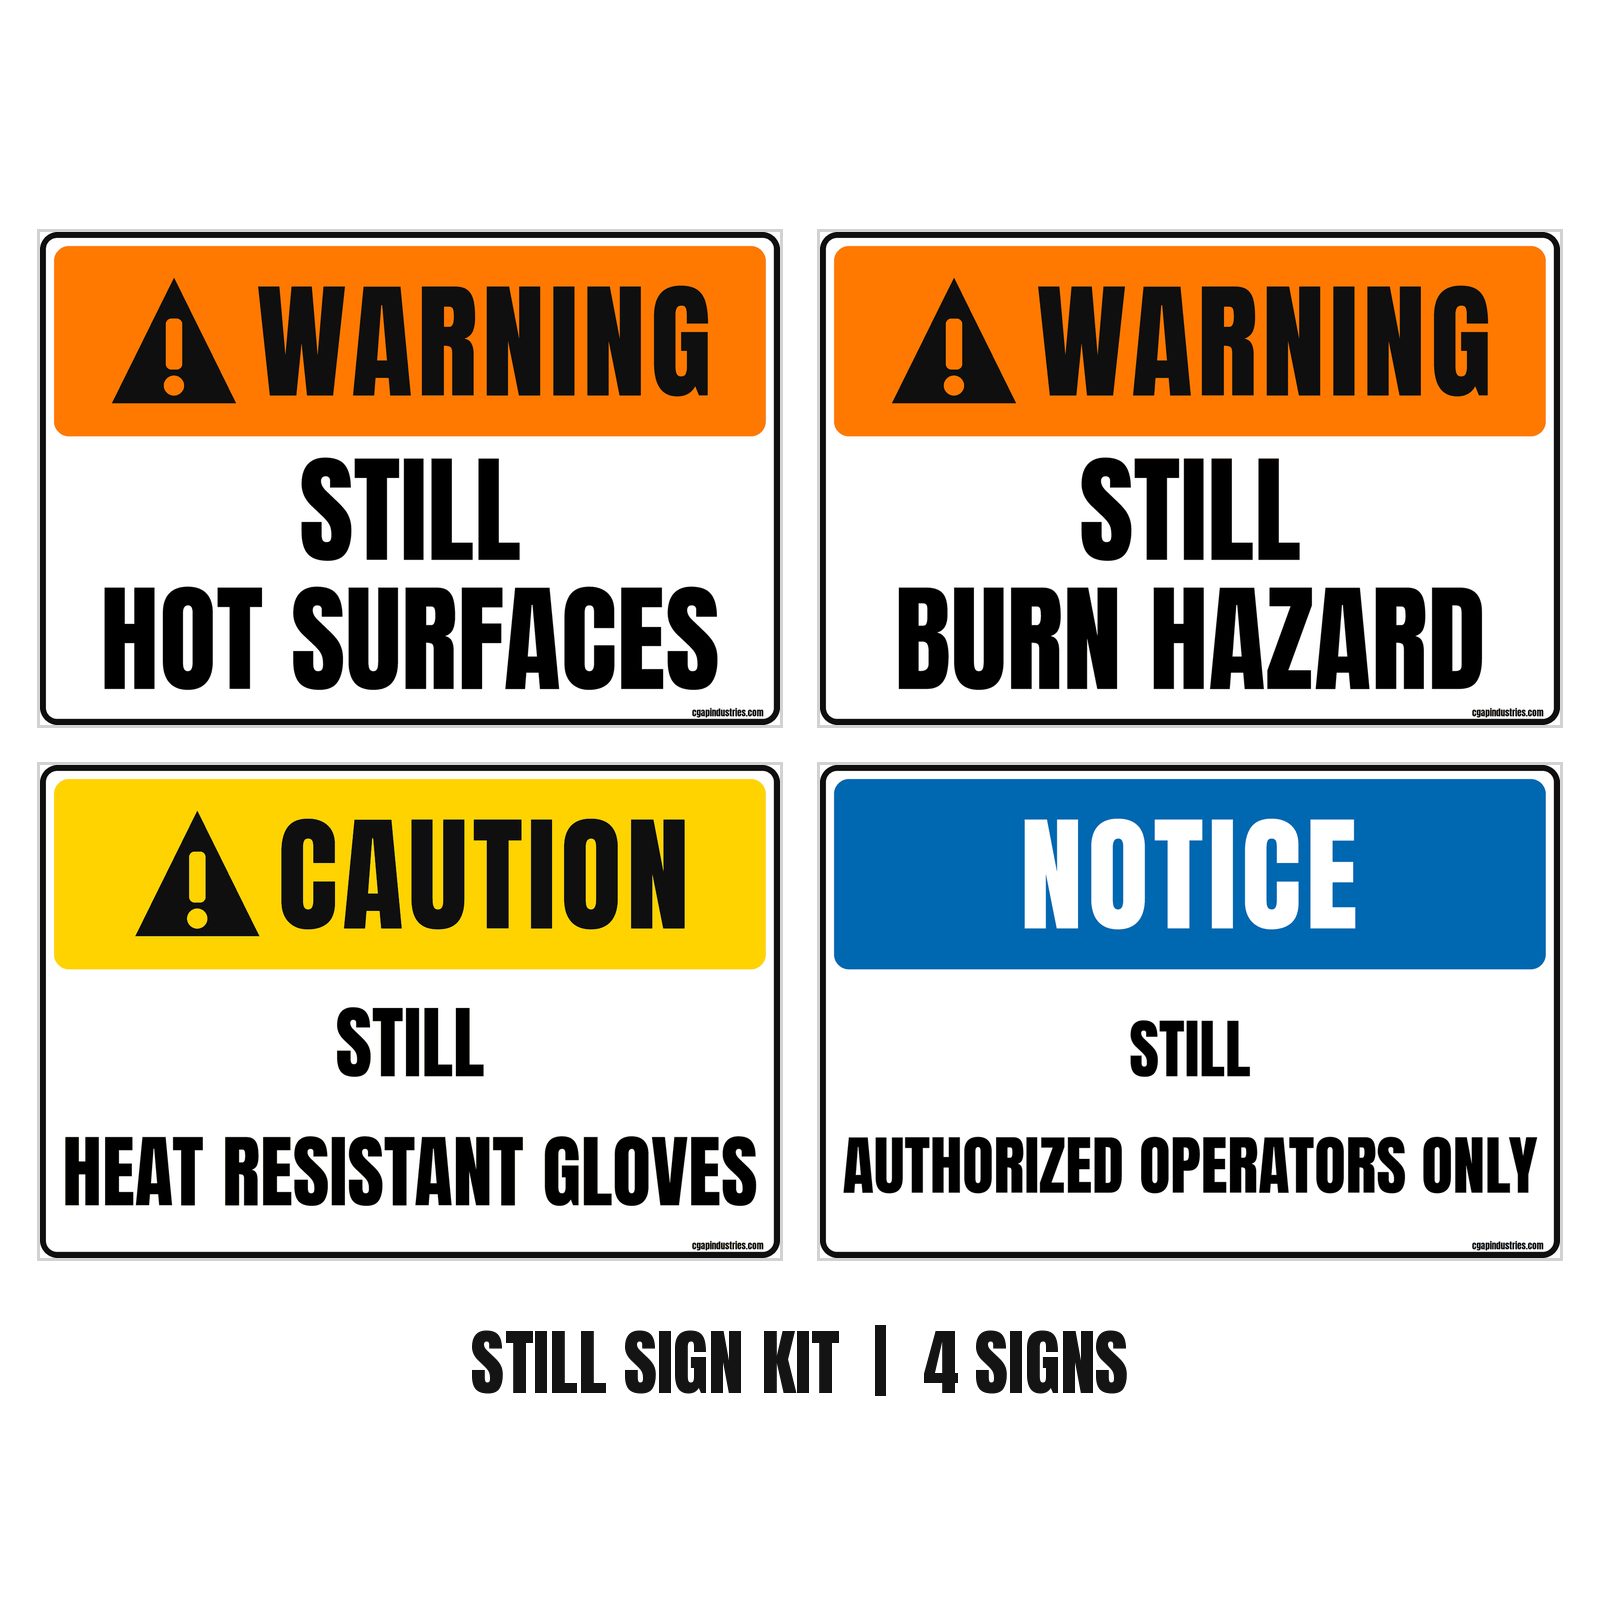 WARNING
STILL
HOT SURFACES
cgapindustries.com
WARNING
STILL
BURN HAZARD
cgapindustries.com
CAUTION
STILL
HEAT RESISTANT GLOVES
cgapindustries.com
NOTICE
STILL
AUTHORIZED OPERATORS ONLY
cgapindustries.com
STILL SIGN KIT | 4 SIGNS